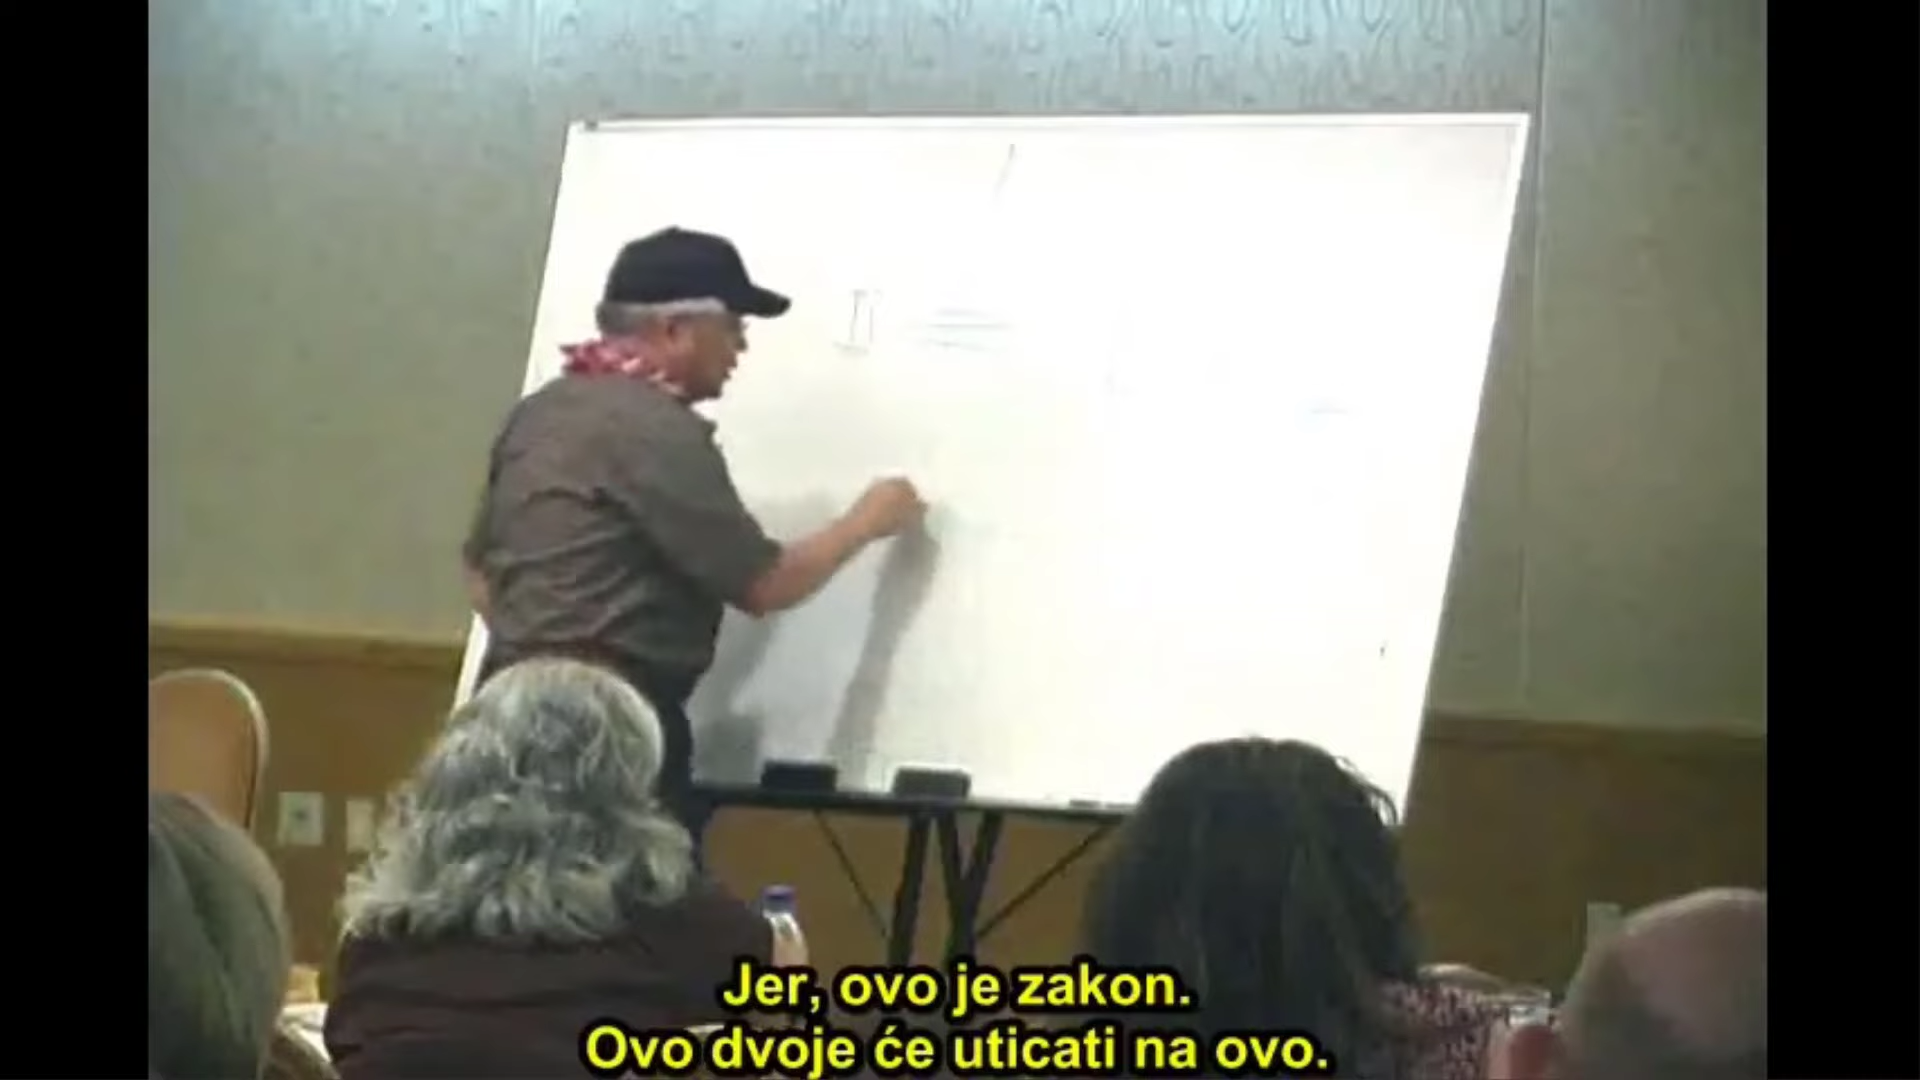 Jer, ovo je zakon.
Ovo dvoje će uticati na ovo.